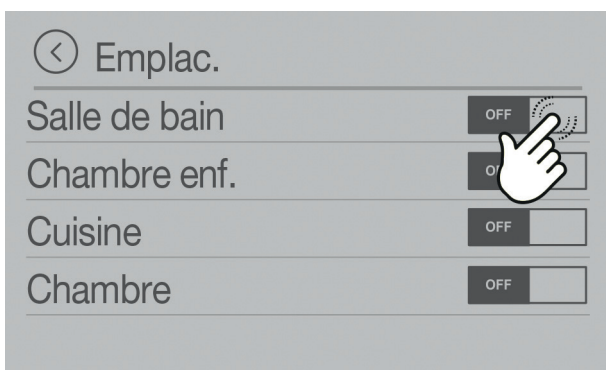 Emplac.
Salle de bain OFF
Chambre enf.
Cuisine OFF
Chambre OFF